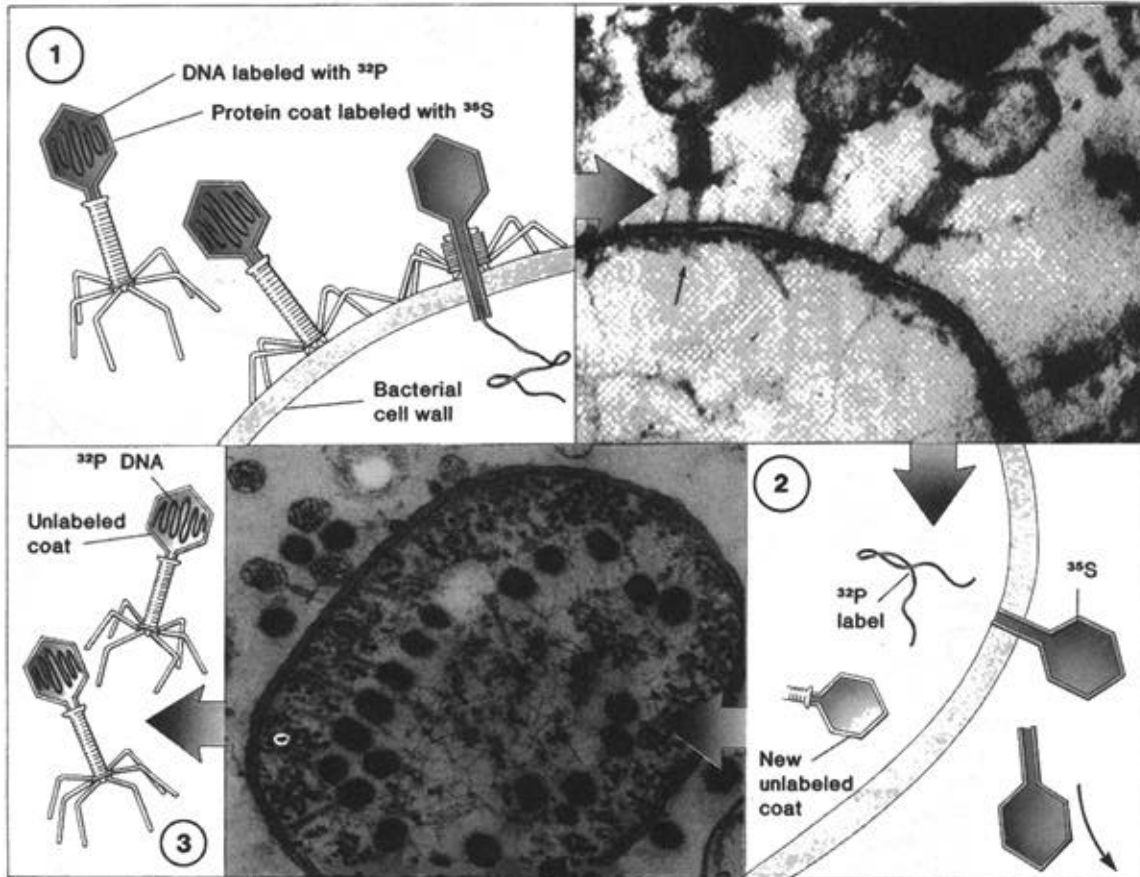 1
DNA labeled with ³²P
Protein coat labeled with ³⁵S
Bacterial
cell wall
2
³⁵S
³²P
label
New
unlabeled
coat
³²P DNA
Unlabeled
coat
3